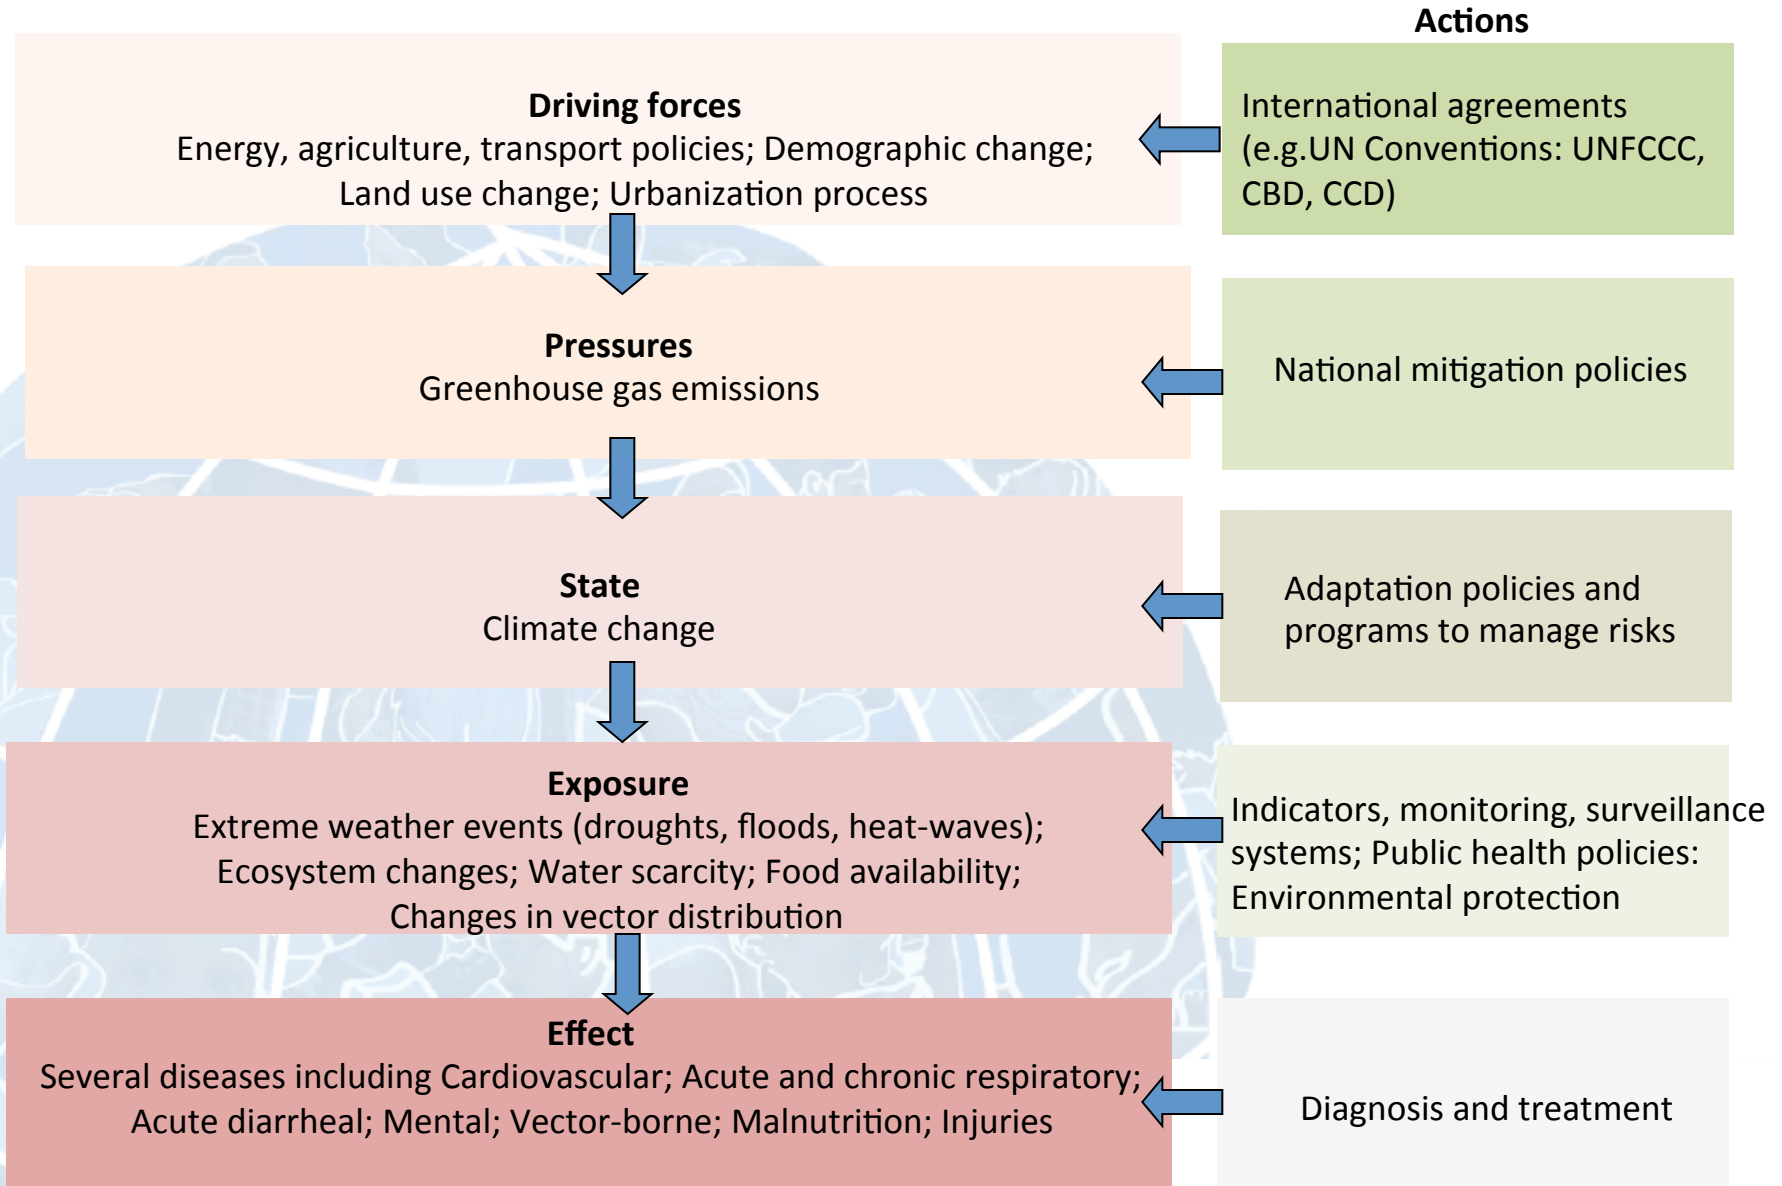 Actions
Driving forces
Energy, agriculture, transport policies; Demographic change;
Land use change; Urbanization process
International agreements
(e.g.UN Conventions: UNFCCC,
CBD, CCD)
Pressures
Greenhouse gas emissions
National mitigation policies
State
Climate change
Adaptation policies and
programs to manage risks
Exposure
Extreme weather events (droughts, floods, heat-waves);
Ecosystem changes; Water scarcity; Food availability;
Changes in vector distribution
Indicators, monitoring, surveillance
systems; Public health policies:
Environmental protection
Effect
Several diseases including Cardiovascular; Acute and chronic respiratory;
Acute diarrheal; Mental; Vector-borne; Malnutrition; Injuries
Diagnosis and treatment